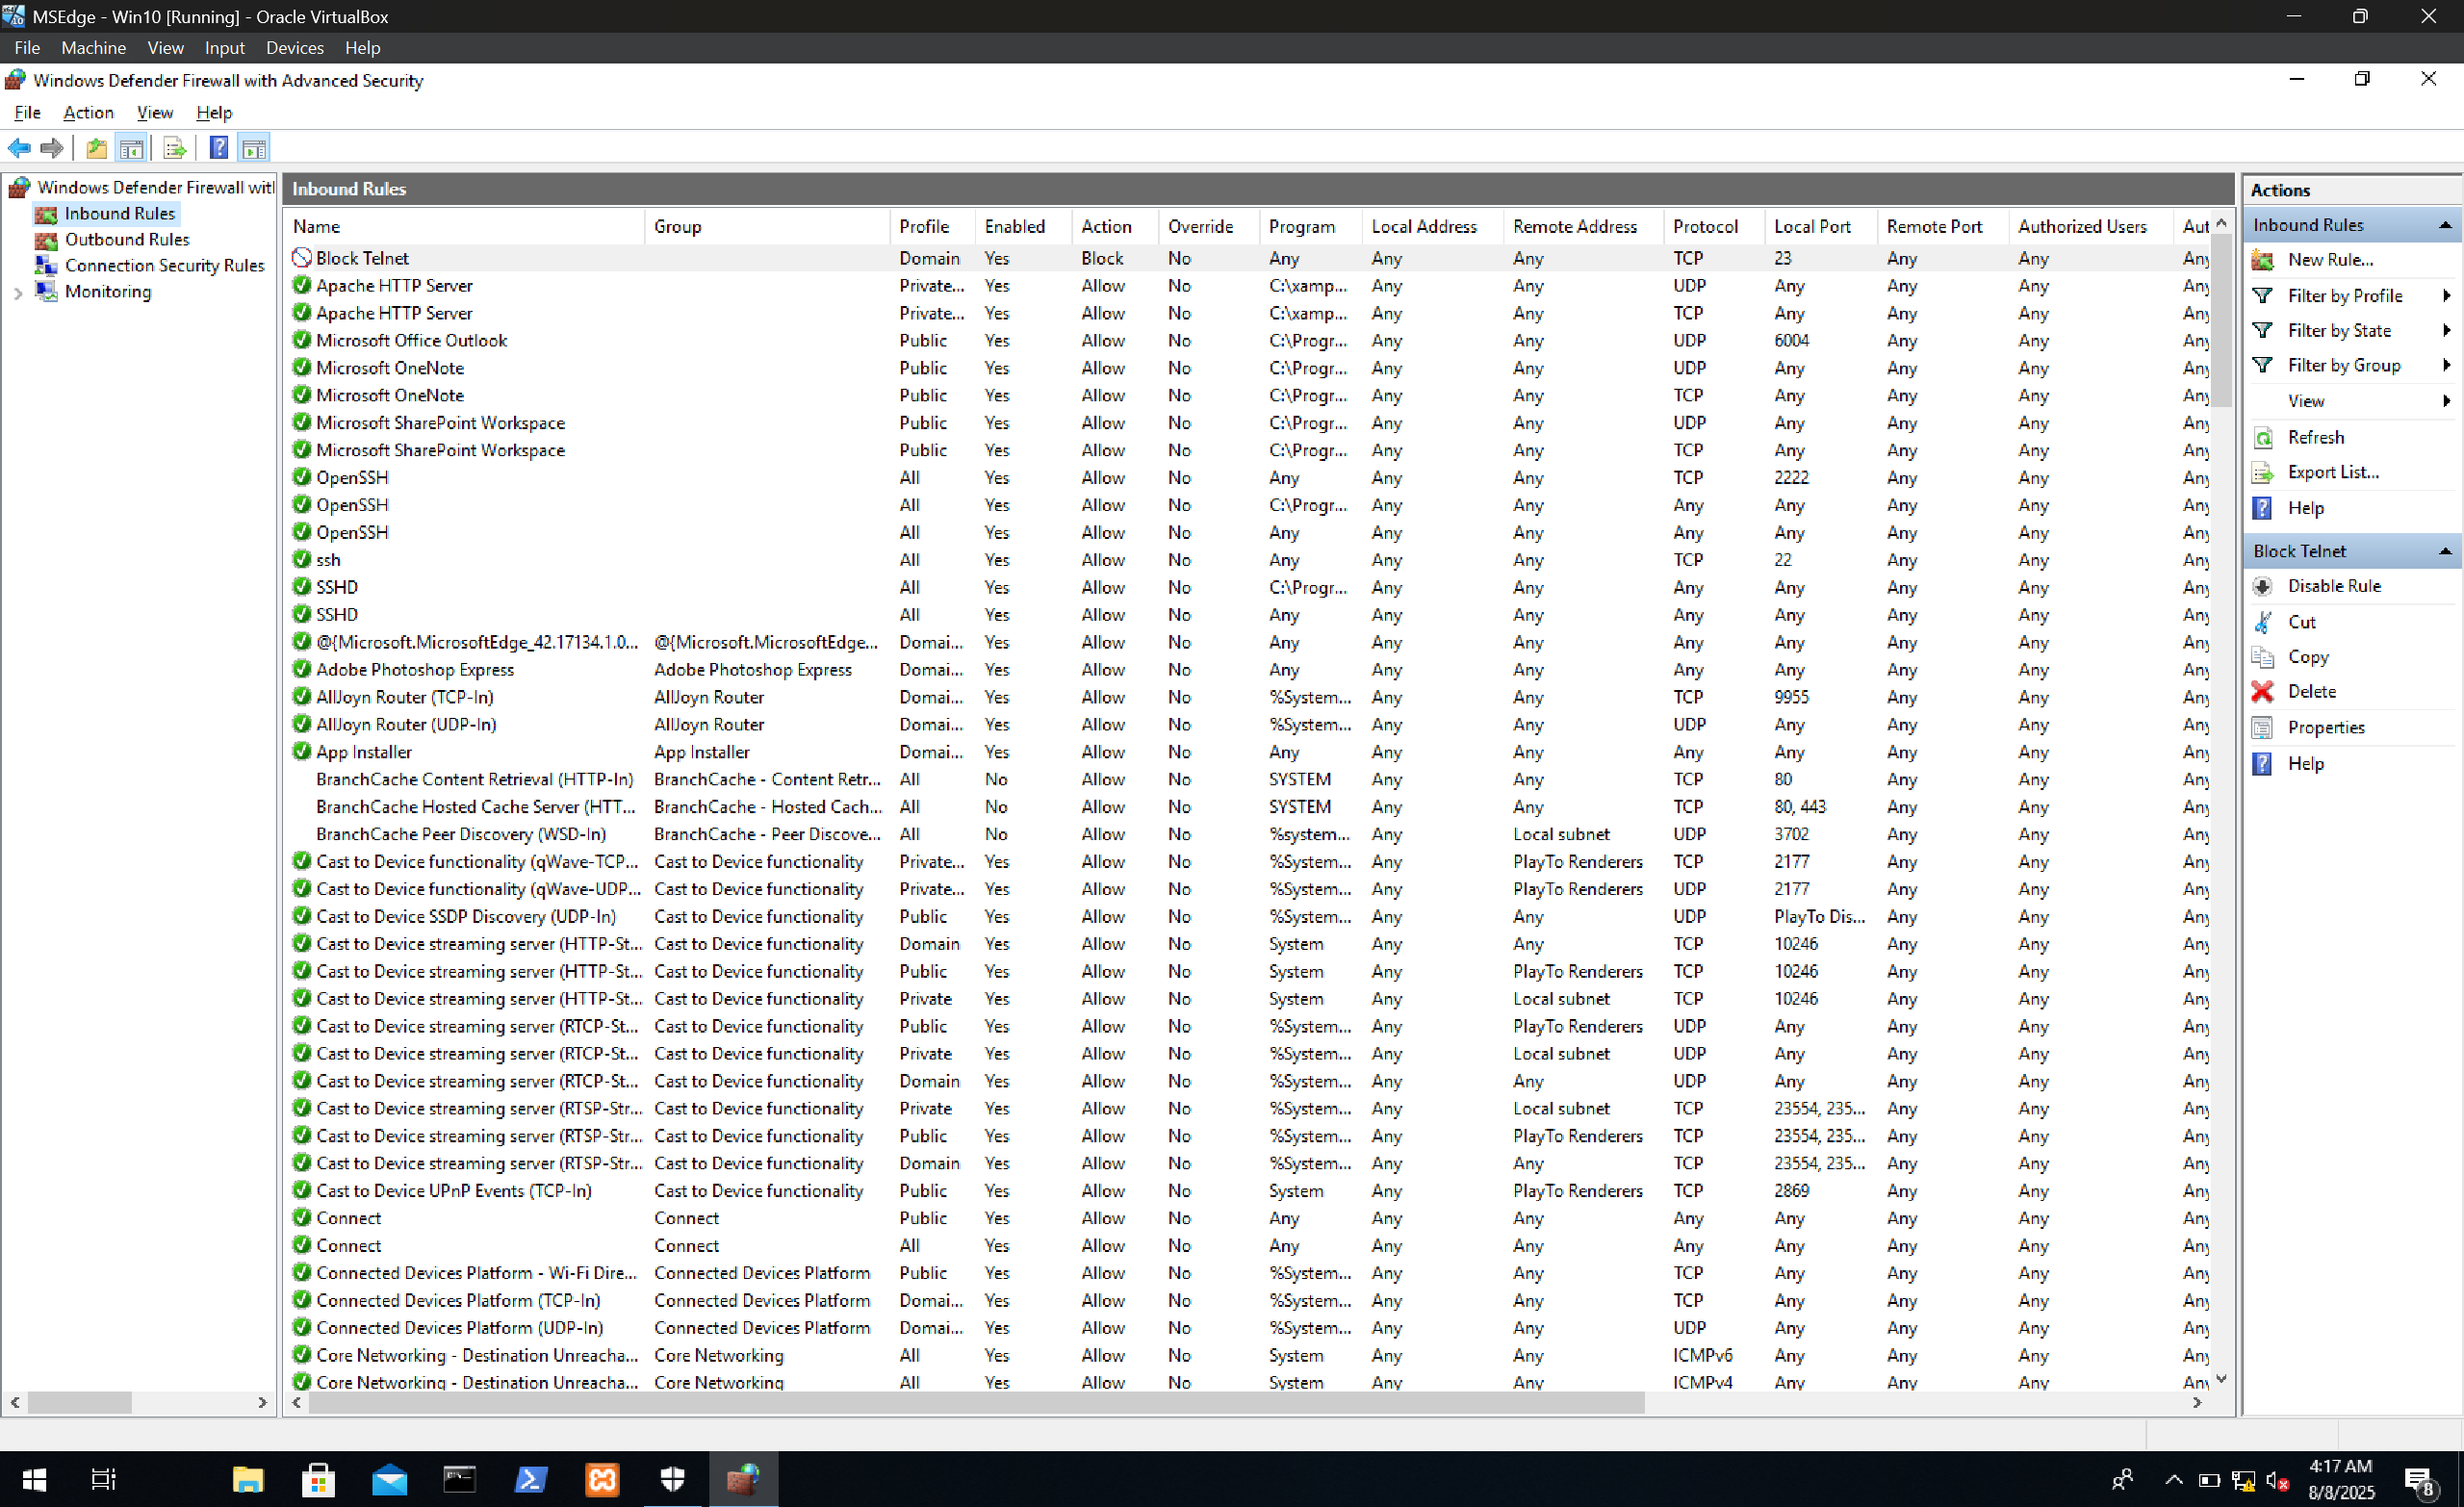 MSEdge - Win10 [Running] - Oracle VirtualBox
File Machine View Input Devices Help
Windows Defender Firewall with Advanced Security
File Action View Help
Windows Defender Firewall wit
Inbound Rules
Outbound Rules
Connection Security Rules
Monitoring
Inbound Rules
Name Group Profile Enabled Action Override Program Local Address Remote Address Protocol Local Port Remote Port Authorized Users Aut
Block Telnet Domain Yes Block No Any Any Any TCP 23 Any Any Any
Apache HTTP Server Private... Yes Allow No C:\xamp... Any Any UDP Any Any Any Any
Apache HTTP Server Private... Yes Allow No C:\xamp... Any Any TCP Any Any Any Any
Microsoft Office Outlook Public Yes Allow No C:\Progr... Any Any UDP 6004 Any Any Any
Microsoft OneNote Public Yes Allow No C:\Progr... Any Any UDP Any Any Any Any
Microsoft OneNote Public Yes Allow No C:\Progr... Any Any TCP Any Any Any Any
Microsoft SharePoint Workspace Public Yes Allow No C:\Progr... Any Any UDP Any Any Any Any
Microsoft SharePoint Workspace Public Yes Allow No C:\Progr... Any Any TCP Any Any Any Any
OpenSSH All Yes Allow No Any Any Any TCP 2222 Any Any Any
OpenSSH All Yes Allow No C:\Progr... Any Any Any Any Any Any Any
OpenSSH All Yes Allow No Any Any Any Any Any Any Any Any
ssh All Yes Allow No Any Any Any TCP 22 Any Any Any
SSHD All Yes Allow No C:\Progr... Any Any Any Any Any Any Any
SSHD All Yes Allow No Any Any Any Any Any Any Any Any
@{Microsoft.MicrosoftEdge_42.17134.1.0... @{Microsoft.MicrosoftEdge... Domai... Yes Allow No Any Any Any Any Any Any Any Any
Adobe Photoshop Express Adobe Photoshop Express Domai... Yes Allow No Any Any Any Any Any Any Any Any
AllJoyn Router (TCP-In) AllJoyn Router Domai... Yes Allow No %System... Any Any TCP 9955 Any Any Any
AllJoyn Router (UDP-In) AllJoyn Router Domai... Yes Allow No %System... Any Any UDP Any Any Any Any
App Installer App Installer Domai... Yes Allow No Any Any Any Any Any Any Any Any
BranchCache Content Retrieval (HTTP-In) BranchCache - Content Retr... All No Allow No SYSTEM Any Any TCP 80 Any Any Any
BranchCache Hosted Cache Server (HTT... BranchCache - Hosted Cach... All No Allow No SYSTEM Any Any TCP 80, 443 Any Any Any
BranchCache Peer Discovery (WSD-In) BranchCache - Peer Discove... All No Allow No %system... Any Local subnet UDP 3702 Any Any Any
Cast to Device functionality (qWave-TCP... Cast to Device functionality Private... Yes Allow No %System... Any PlayTo Renderers TCP 2177 Any Any Any
Cast to Device functionality (qWave-UDP... Cast to Device functionality Private... Yes Allow No %System... Any PlayTo Renderers UDP 2177 Any Any Any
Cast to Device SSDP Discovery (UDP-In) Cast to Device functionality Public Yes Allow No %System... Any Any UDP PlayTo Dis... Any Any Any
Cast to Device streaming server (HTTP-St... Cast to Device functionality Domain Yes Allow No System Any Any TCP 10246 Any Any Any
Cast to Device streaming server (HTTP-St... Cast to Device functionality Public Yes Allow No System Any PlayTo Renderers TCP 10246 Any Any Any
Cast to Device streaming server (HTTP-St... Cast to Device functionality Private Yes Allow No System Any Local subnet TCP 10246 Any Any Any
Cast to Device streaming server (RTCP-St... Cast to Device functionality Public Yes Allow No %System... Any PlayTo Renderers UDP Any Any Any Any
Cast to Device streaming server (RTCP-St... Cast to Device functionality Private Yes Allow No %System... Any Local subnet UDP Any Any Any Any
Cast to Device streaming server (RTCP-St... Cast to Device functionality Domain Yes Allow No %System... Any Any UDP Any Any Any Any
Cast to Device streaming server (RTSP-Str... Cast to Device functionality Private Yes Allow No %System... Any Local subnet TCP 23554, 235... Any Any Any
Cast to Device streaming server (RTSP-Str... Cast to Device functionality Public Yes Allow No %System... Any PlayTo Renderers TCP 23554, 235... Any Any Any
Cast to Device streaming server (RTSP-Str... Cast to Device functionality Domain Yes Allow No %System... Any Any TCP 23554, 235... Any Any Any
Cast to Device UPnP Events (TCP-In) Cast to Device functionality Public Yes Allow No System Any PlayTo Renderers TCP 2869 Any Any Any
Connect Connect Public Yes Allow No Any Any Any Any Any Any Any Any
Connect Connect All Yes Allow No Any Any Any Any Any Any Any Any
Connected Devices Platform - Wi-Fi Dire... Connected Devices Platform Public Yes Allow No %System... Any Any TCP Any Any Any Any
Connected Devices Platform (TCP-In) Connected Devices Platform Domai... Yes Allow No %System... Any Any TCP Any Any Any Any
Connected Devices Platform (UDP-In) Connected Devices Platform Domai... Yes Allow No %System... Any Any UDP Any Any Any Any
Core Networking - Destination Unreacha... Core Networking All Yes Allow No System Any Any ICMPv6 Any Any Any Any
Core Networking - Destination Unreacha... Core Networking All Yes Allow No System Any Any ICMPv4 Any Any Any Any
Actions
Inbound Rules
New Rule...
Filter by Profile
Filter by State
Filter by Group
View
Refresh
Export List...
Help
Block Telnet
Disable Rule
Cut
Copy
Delete
Properties
Help
4:17 AM
8/8/2025
8